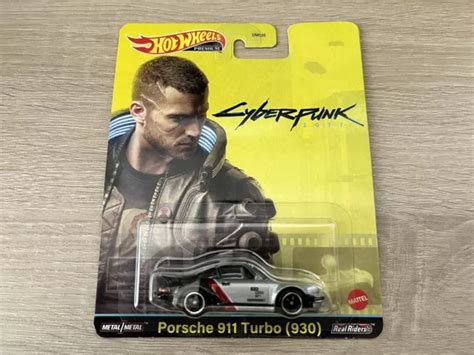 HOT WHEELS
PREMIUM
CYBERPUNK
2077
MATTEL
METAL/METAL
Porsche 911 Turbo (930)
Real Riders